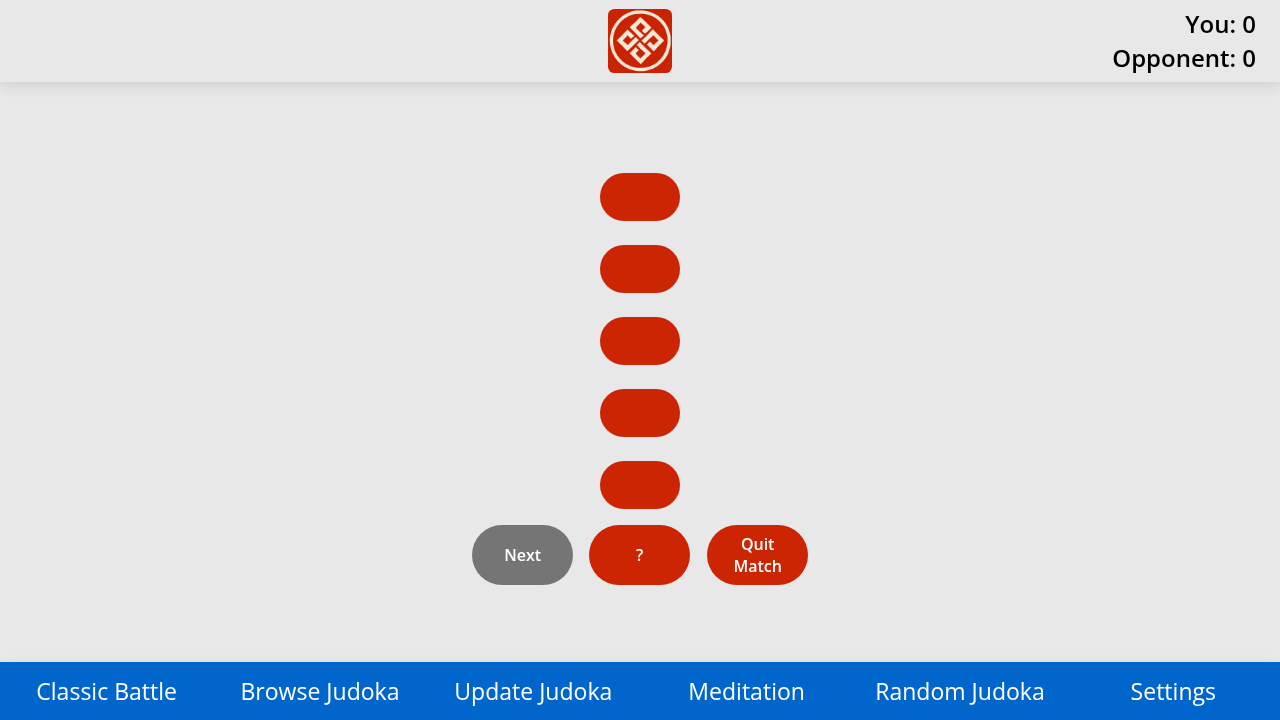 You: 0
Opponent: 0
Next
?
Quit
Match
Classic Battle
Browse Judoka
Update Judoka
Meditation
Random Judoka
Settings